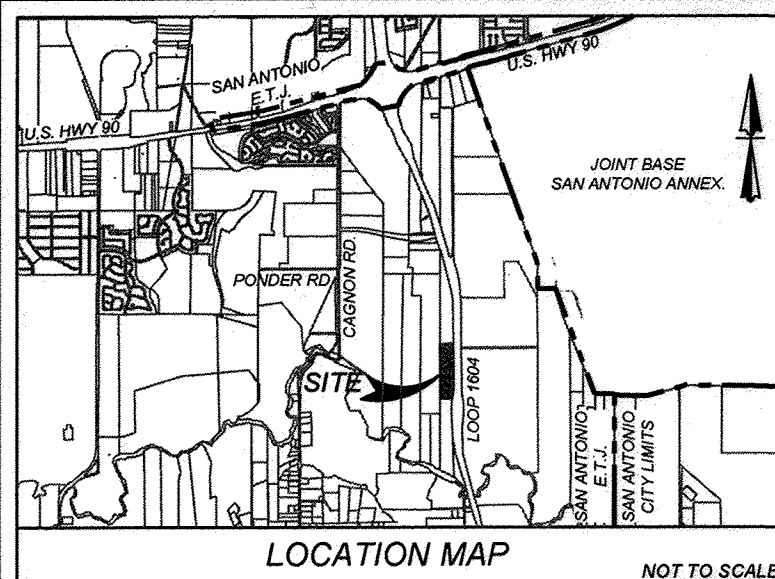 U.S. HWY 90
SAN ANTONIO
E.T.J.
U.S. HWY 90
JOINT BASE
SAN ANTONIO ANNEX.
PONDER RD.
CAGNON RD.
SITE
LOOP 1604
SAN ANTONIO
E.T.J.
SAN ANTONIO
CITY LIMITS
LOCATION MAP
NOT TO SCALE